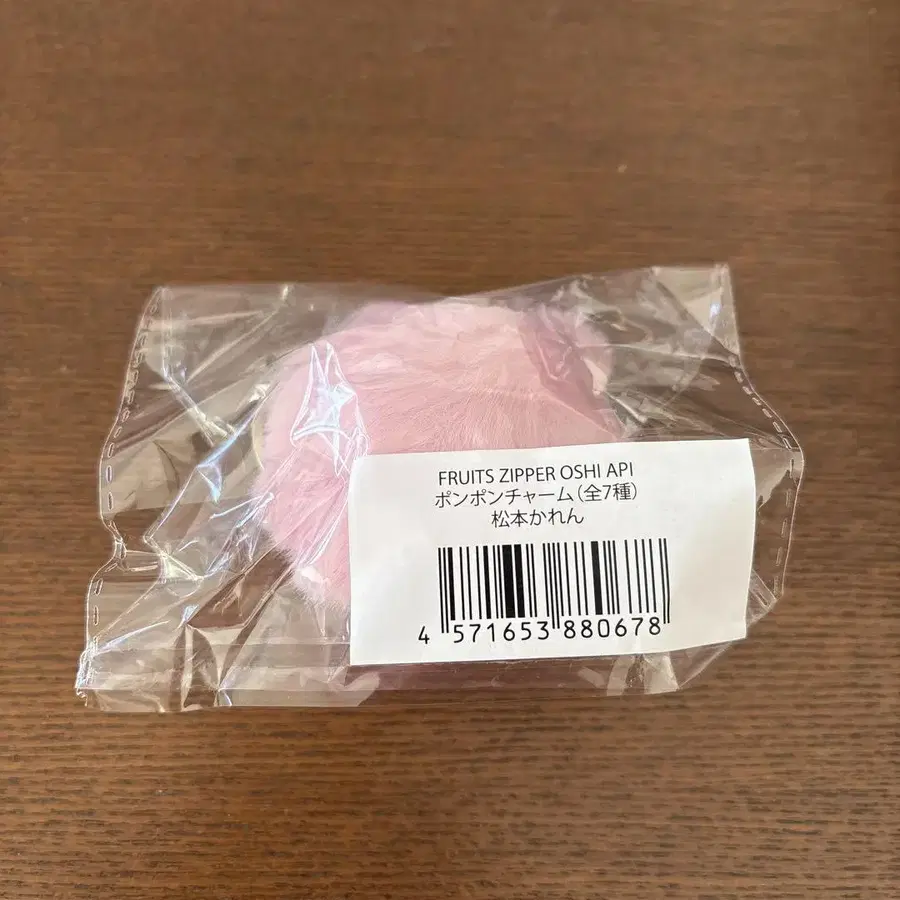 FRUITS ZIPPER OSHI API
ポンポンチャーム(全7種)
松本かれん
4 571653 880678